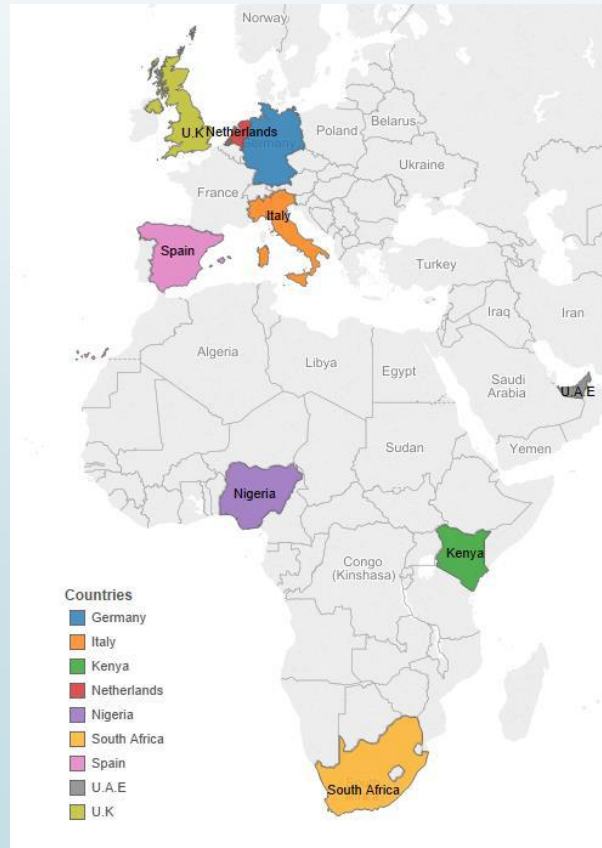 Norway
U.K
Netherlands
Germany
Poland
Belarus
Ukraine
France
Italy
Spain
Turkey
Iraq
Iran
Algeria
Libya
Egypt
Saudi
Arabia
U.A.E
Sudan
Yemen
Nigeria
Kenya
Congo
(Kinshasa)
Countries
Germany
Italy
Kenya
Netherlands
Nigeria
South Africa
Spain
U.A.E
U.K
South Africa